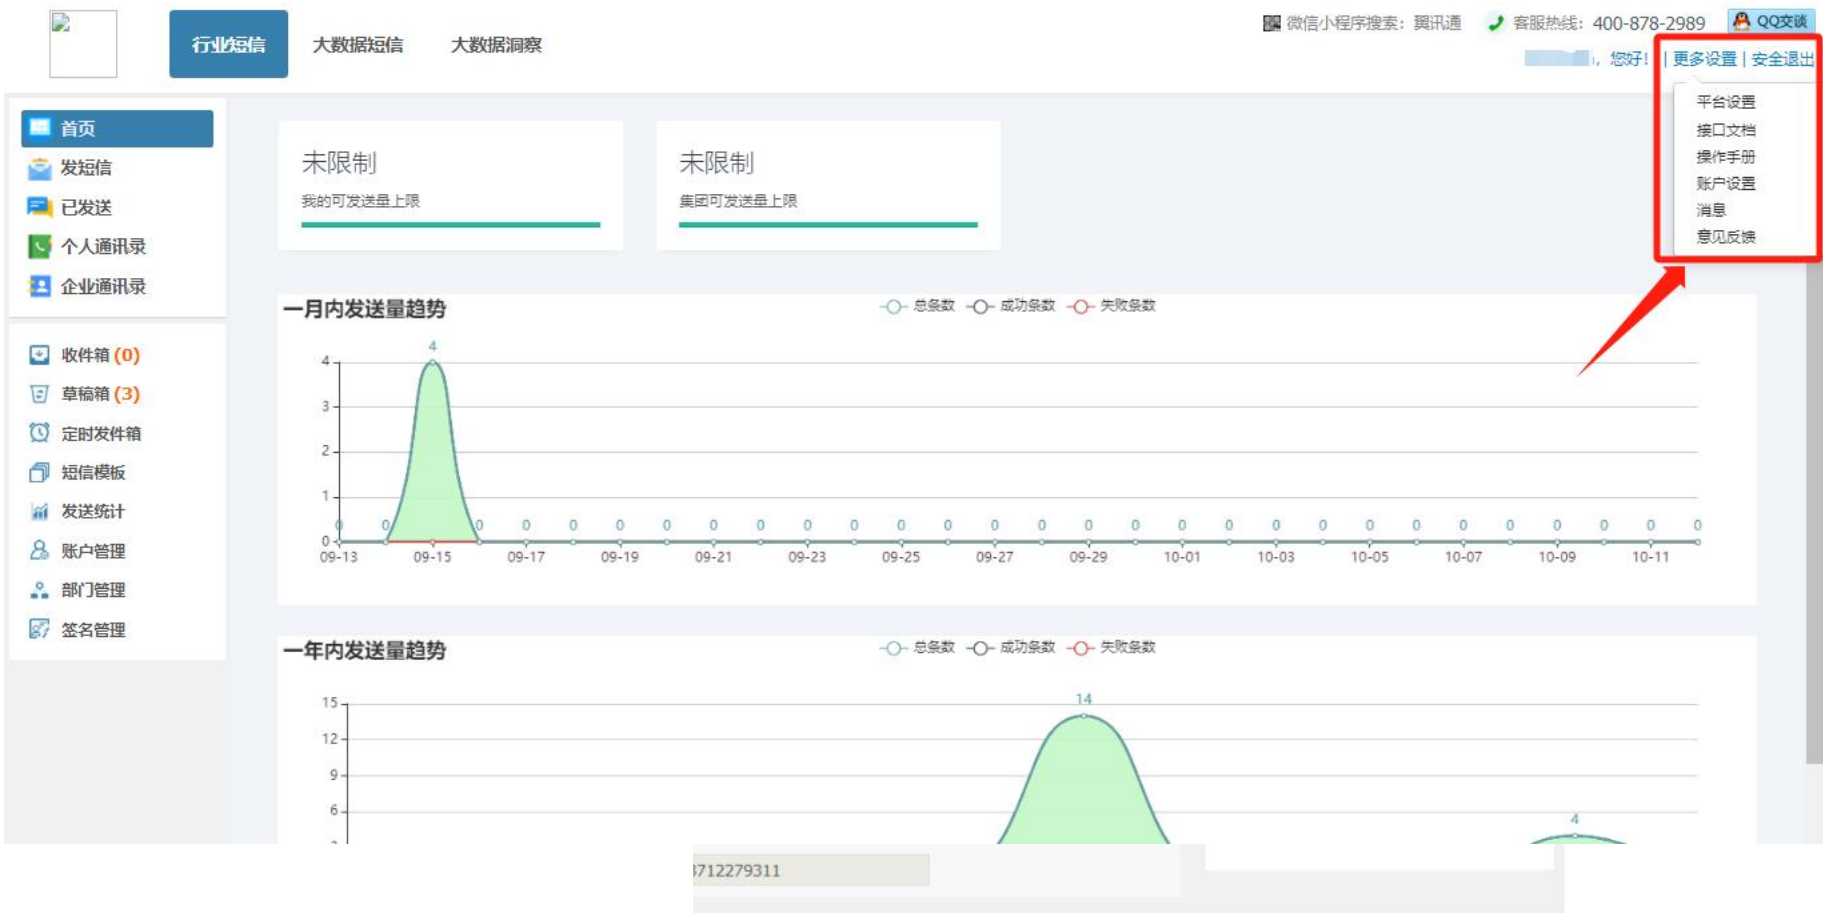 行业短信
大数据短信
大数据洞察
微信小程序搜索：翼讯通
客服热线：400-878-2989
QQ交谈
，您好！ | 更多设置 | 安全退出
平台设置
接口文档
操作手册
账户设置
消息
意见反馈
首页
发短信
已发送
个人通讯录
企业通讯录
收件箱 (0)
草稿箱 (3)
定时发件箱
短信模板
发送统计
账户管理
部门管理
签名管理
未限制
我的可发送量上限
未限制
集团可发送量上限
一月内发送量趋势
总条数 成功条数 失败条数
4
4
3
2
1
0
0 0 0 0 0 0 0 0 0 0 0 0 0 0 0 0 0 0 0 0 0 0 0 0 0 0 0 0 0
09-13 09-15 09-17 09-19 09-21 09-23 09-25 09-27 09-29 10-01 10-03 10-05 10-07 10-09 10-11
一年内发送量趋势
总条数 成功条数 失败条数
14
15
12
9
6
4
3712279311